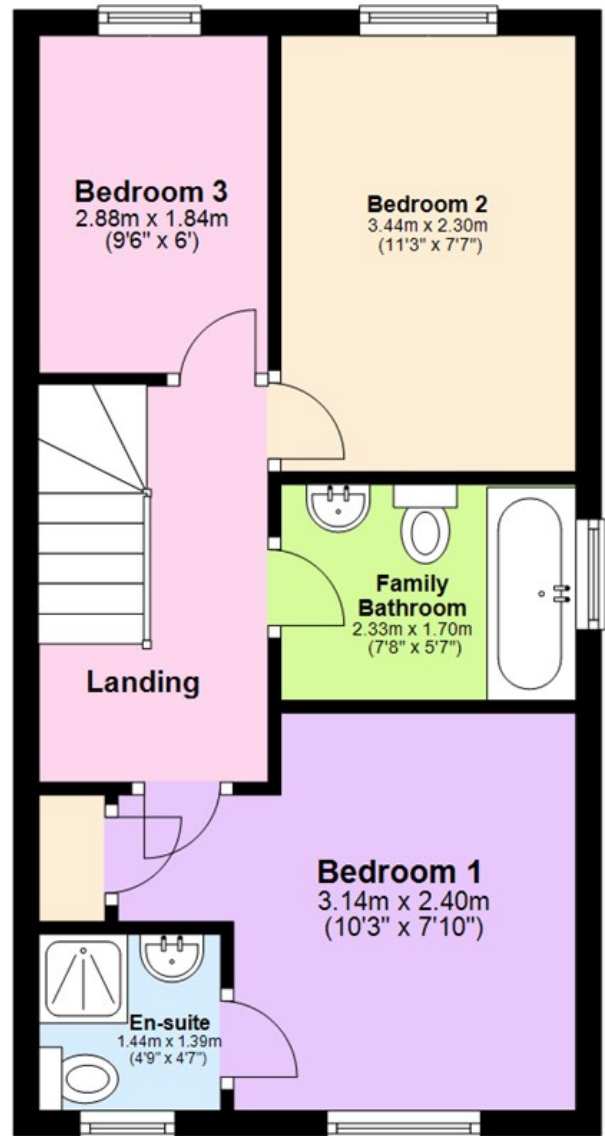 Bedroom 3
2.88m x 1.84m
(9'6" x 6')
Bedroom 2
3.44m x 2.30m
(11'3" x 7'7")
Family
Bathroom
2.33m x 1.70m
(7'8" x 5'7")
Landing
Bedroom 1
3.14m x 2.40m
(10'3" x 7'10")
En-suite
1.44m x 1.39m
(4'9" x 4'7")